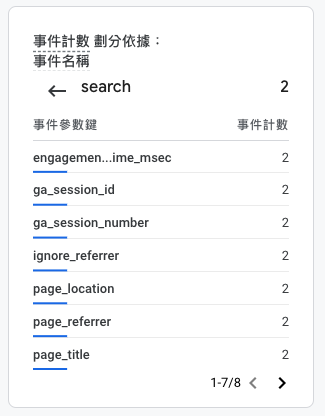 事件計數 劃分依據：
事件名稱
← search 2
事件參數鍵 事件計數
engagemen...ime_msec 2
ga_session_id 2
ga_session_number 2
ignore_referrer 2
page_location 2
page_referrer 2
page_title 2
1-7/8